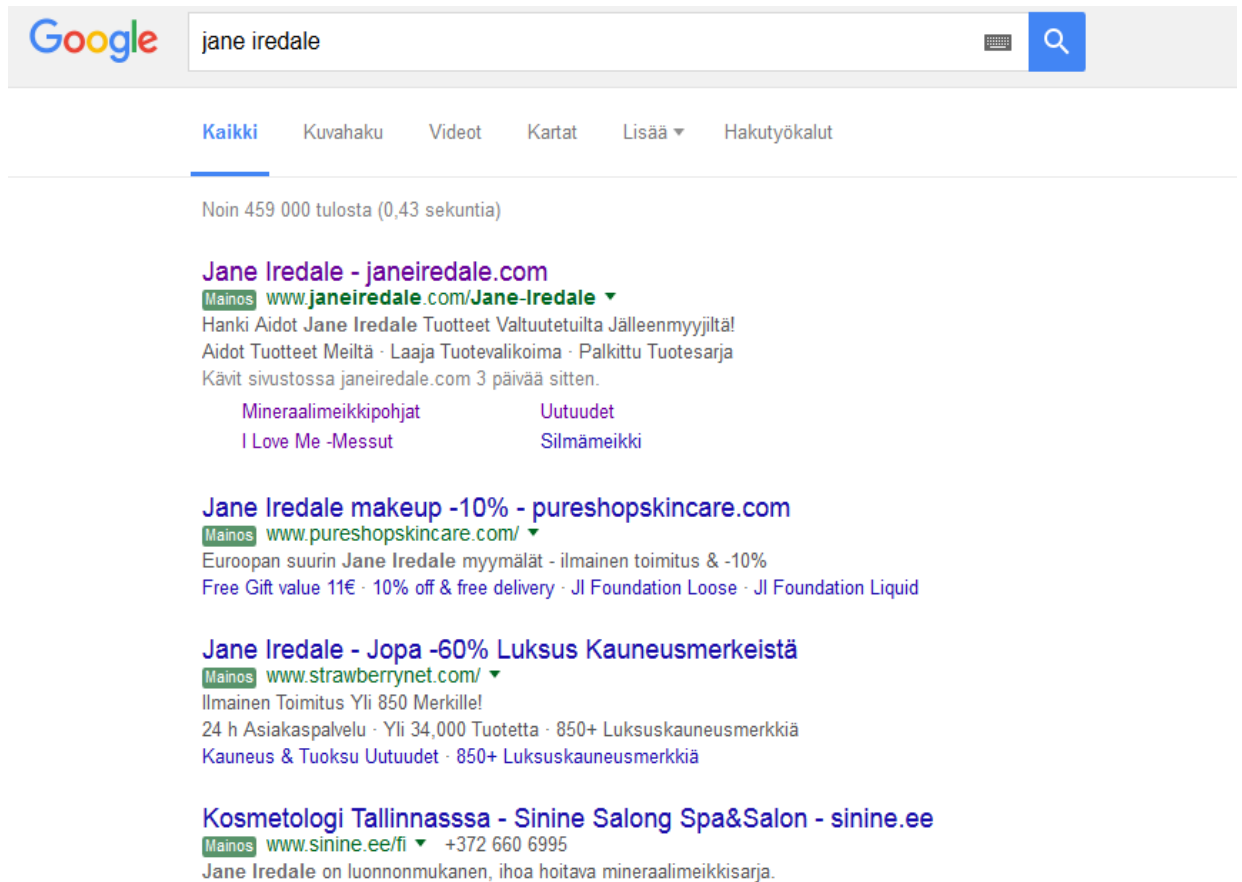 Google jane iredale
Kaikki Kuvahaku Videot Kartat Lisää Hakutyökalut
Noin 459 000 tulosta (0,43 sekuntia)
Jane Iredale - janeiredale.com
Mainos www.janeiredale.com/Jane-Iredale
Hanki Aidot Jane Iredale Tuotteet Valtuutetuilta Jälleenmyyjiltä!
Aidot Tuotteet Meiltä · Laaja Tuotevalikoima · Palkittu Tuotesarja
Kävit sivustossa janeiredale.com 3 päivää sitten.
Mineraalimeikkipohjat Uutuudet
I Love Me -Messut Silmämeikki
Jane Iredale makeup -10% - pureshopskincare.com
Mainos www.pureshopskincare.com/
Euroopan suurin Jane Iredale myymälät - ilmainen toimitus & -10%
Free Gift value 11€ · 10% off & free delivery · JI Foundation Loose · JI Foundation Liquid
Jane Iredale - Jopa -60% Luksus Kauneusmerkeistä
Mainos www.strawberrynet.com/
Ilmainen Toimitus Yli 850 Merkille!
24 h Asiakaspalvelu · Yli 34,000 Tuotetta · 850+ Luksuskauneusmerkkiä
Kauneus & Tuoksu Uutuudet · 850+ Luksuskauneusmerkkiä
Kosmetologi Tallinnasssa - Sinine Salong Spa&Salon - sinine.ee
Mainos www.sinine.ee/fi +372 660 6995
Jane Iredale on luonnonmukanen, ihoa hoitava mineraalimeikkisarja.